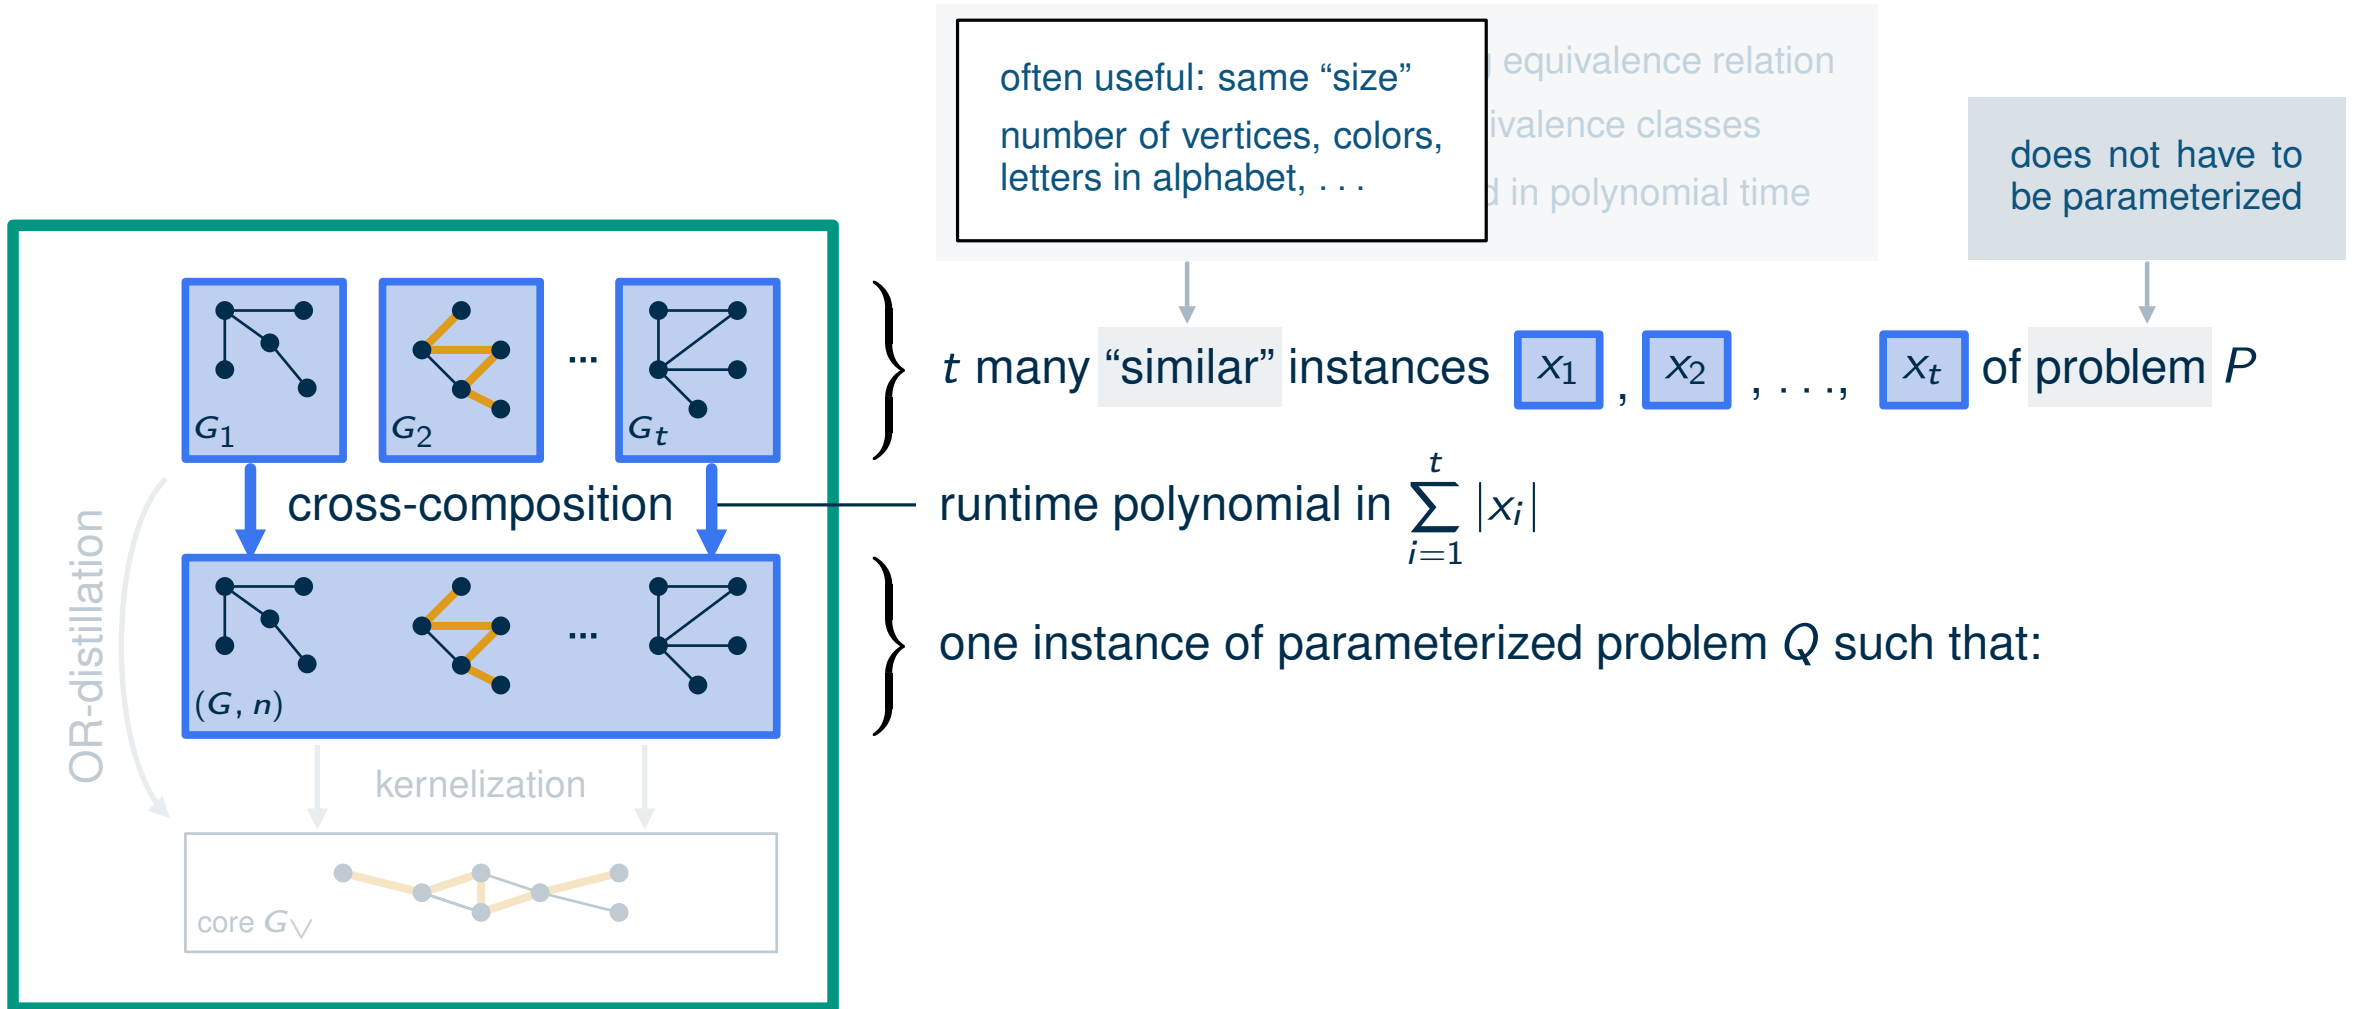 often useful: same “size”
number of vertices, colors,
letters in alphabet, . . .
equivalence relation
classes
in polynomial time
does not have to
be parameterized
t many “similar” instances x₁ , x₂ , . . ., xₜ of problem P
G₁
G₂
...
Gₜ
cross-composition
runtime polynomial in ∑ᵢ₌₁ᵗ |xᵢ|
OR-distillation
...
(G, n)
one instance of parameterized problem Q such that:
kernelization
core G∨